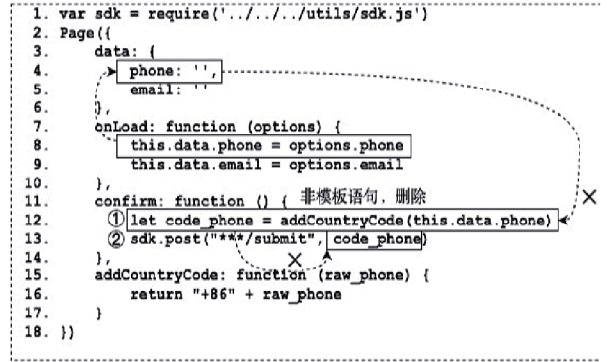 1. var sdk = require('../../../utils/sdk.js')
2. Page({
3. data: {
4. phone: '',
5. email: ''
6. },
7. onLoad: function (options) {
8. this.data.phone = options.phone
9. this.data.email = options.email
10. },
11. confirm: function () { 非模板语句，删除
12. ① let code_phone = addCountryCode(this.data.phone)
13. ② sdk.post("***/submit", code_phone)
14. },
15. addCountryCode: function (raw_phone) {
16. return "+86" + raw_phone
17. }
18. })